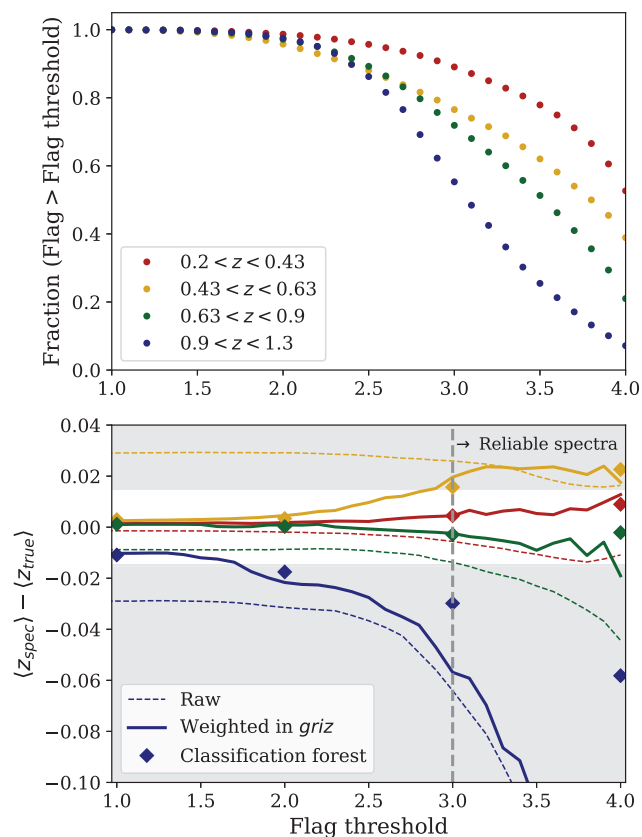 1.0
0.8
0.6
0.4
0.2
0.0
Fraction (Flag > Flag threshold)
0.2 < z < 0.43
0.43 < z < 0.63
0.63 < z < 0.9
0.9 < z < 1.3
1.0 1.5 2.0 2.5 3.0 3.5 4.0
0.04
0.02
0.00
−0.02
−0.04
−0.06
−0.08
−0.10
⟨z_spec⟩ − ⟨z_true⟩
→ Reliable spectra
Raw
Weighted in griz
Classification forest
1.0 1.5 2.0 2.5 3.0 3.5 4.0
Flag threshold